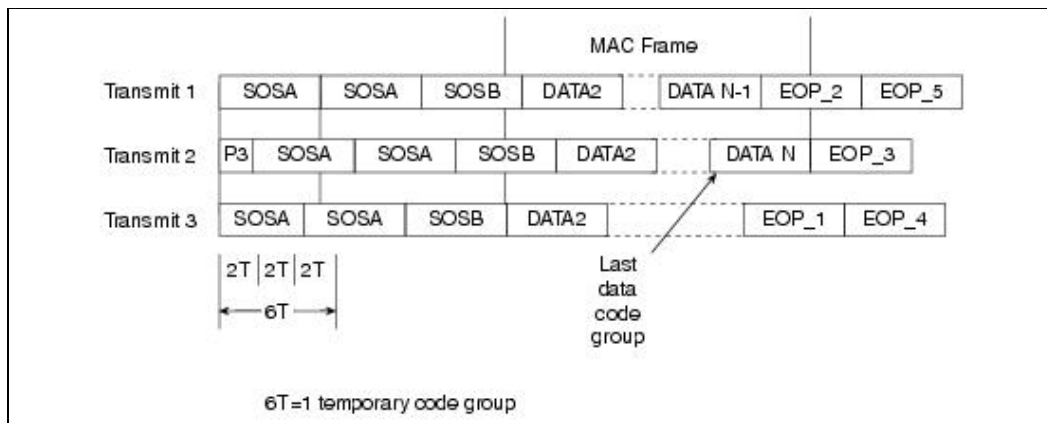 MAC Frame
Transmit 1 SOSA SOSA SOSB DATA2 DATA N-1 EOP_2 EOP_5
Transmit 2 P3 SOSA SOSA SOSB DATA2 DATA N EOP_3
Transmit 3 SOSA SOSA SOSB DATA2 EOP_1 EOP_4
2T 2T 2T
6T
Last
data
code
group
6T=1 temporary code group